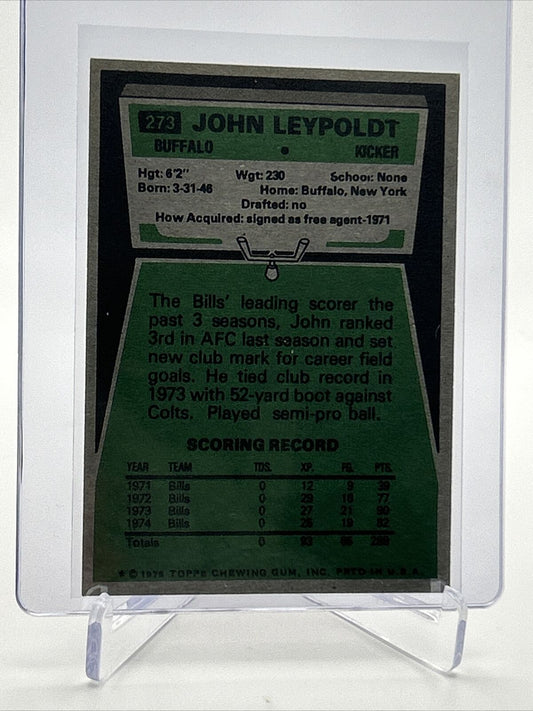 273 JOHN LEYPOLDT
BUFFALO • KICKER
Hgt: 6'2" Wgt: 230 School: None
Born: 3-31-46 Home: Buffalo, New York
Drafted: no
How Acquired: signed as free agent-1971
The Bills' leading scorer the
past 3 seasons, John ranked
3rd in AFC last season and set
new club mark for career field
goals. He tied club record in
1973 with 52-yard boot against
Colts. Played semi-pro ball.
SCORING RECORD
YEAR TEAM TDS. XP. FG. PTS.
1971 Bills 0 12 9 39
1972 Bills 0 29 16 77
1973 Bills 0 27 21 90
1974 Bills 0 25 19 82
Totals 0 93 65 288
* © 1975 TOPPS CHEWING GUM, INC. PRTD. IN U.S.A.